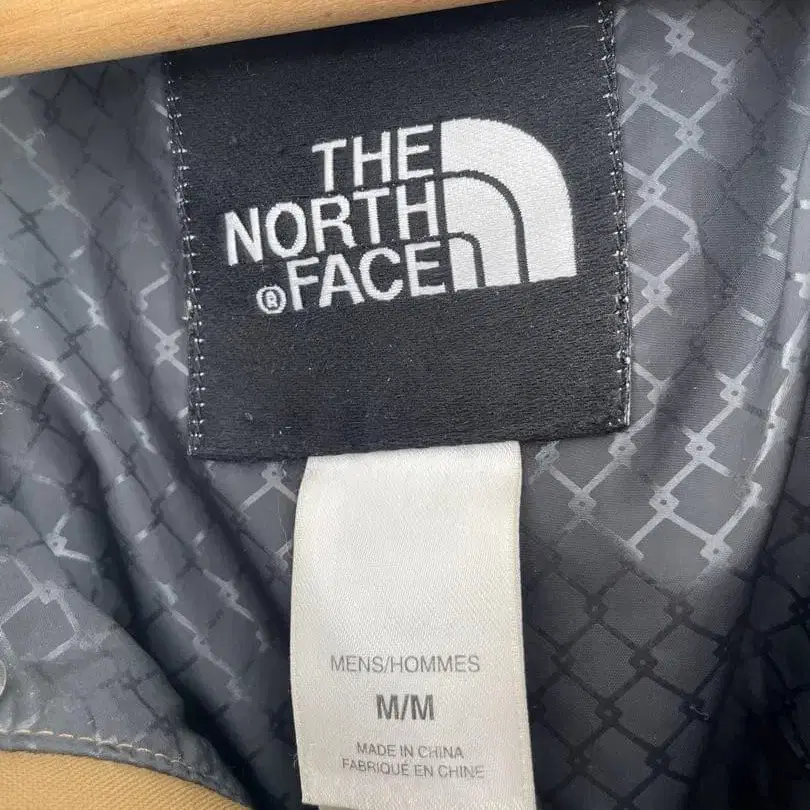 THE
NORTH
®FACE
MENS/HOMMES
M/M
MADE IN CHINA
FABRIQUÉ EN CHINE